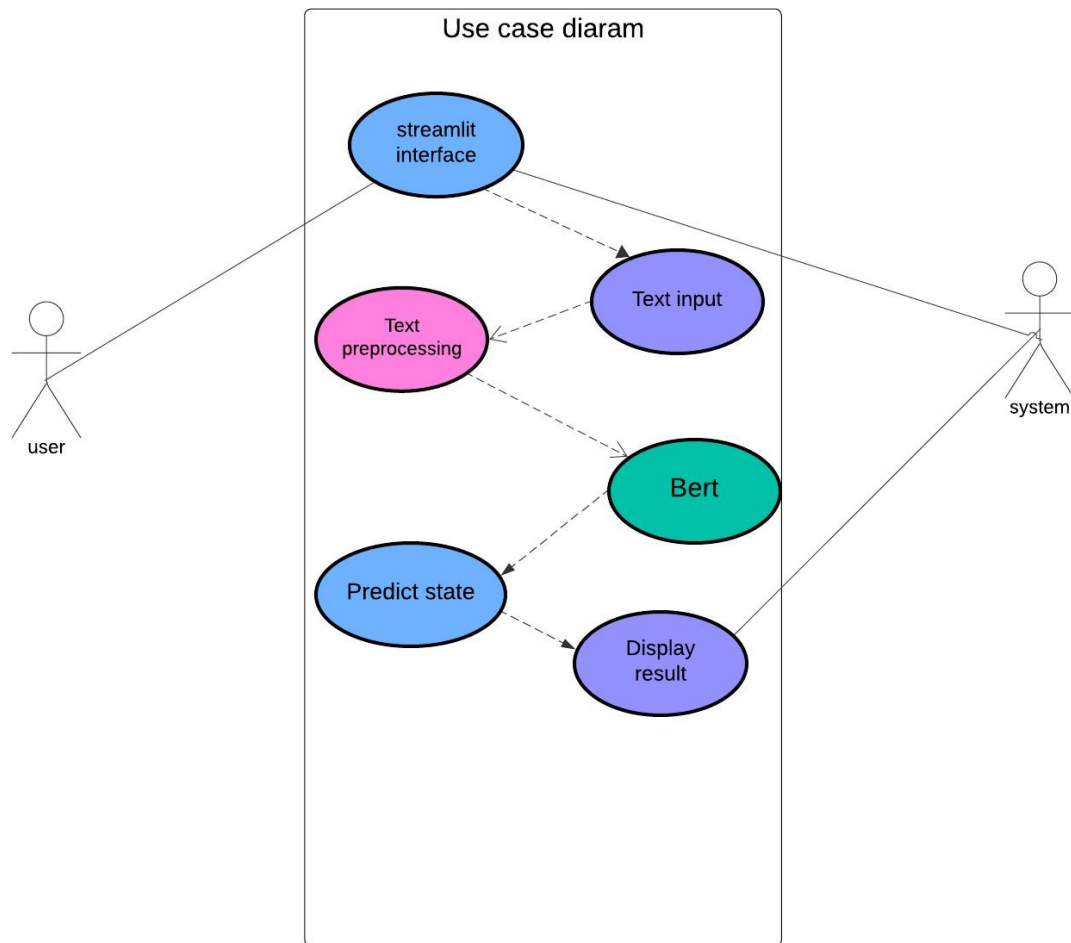 Use case diaram
streamlit
interface
Text input
Text
preprocessing
user
system
Bert
Predict state
Display
result